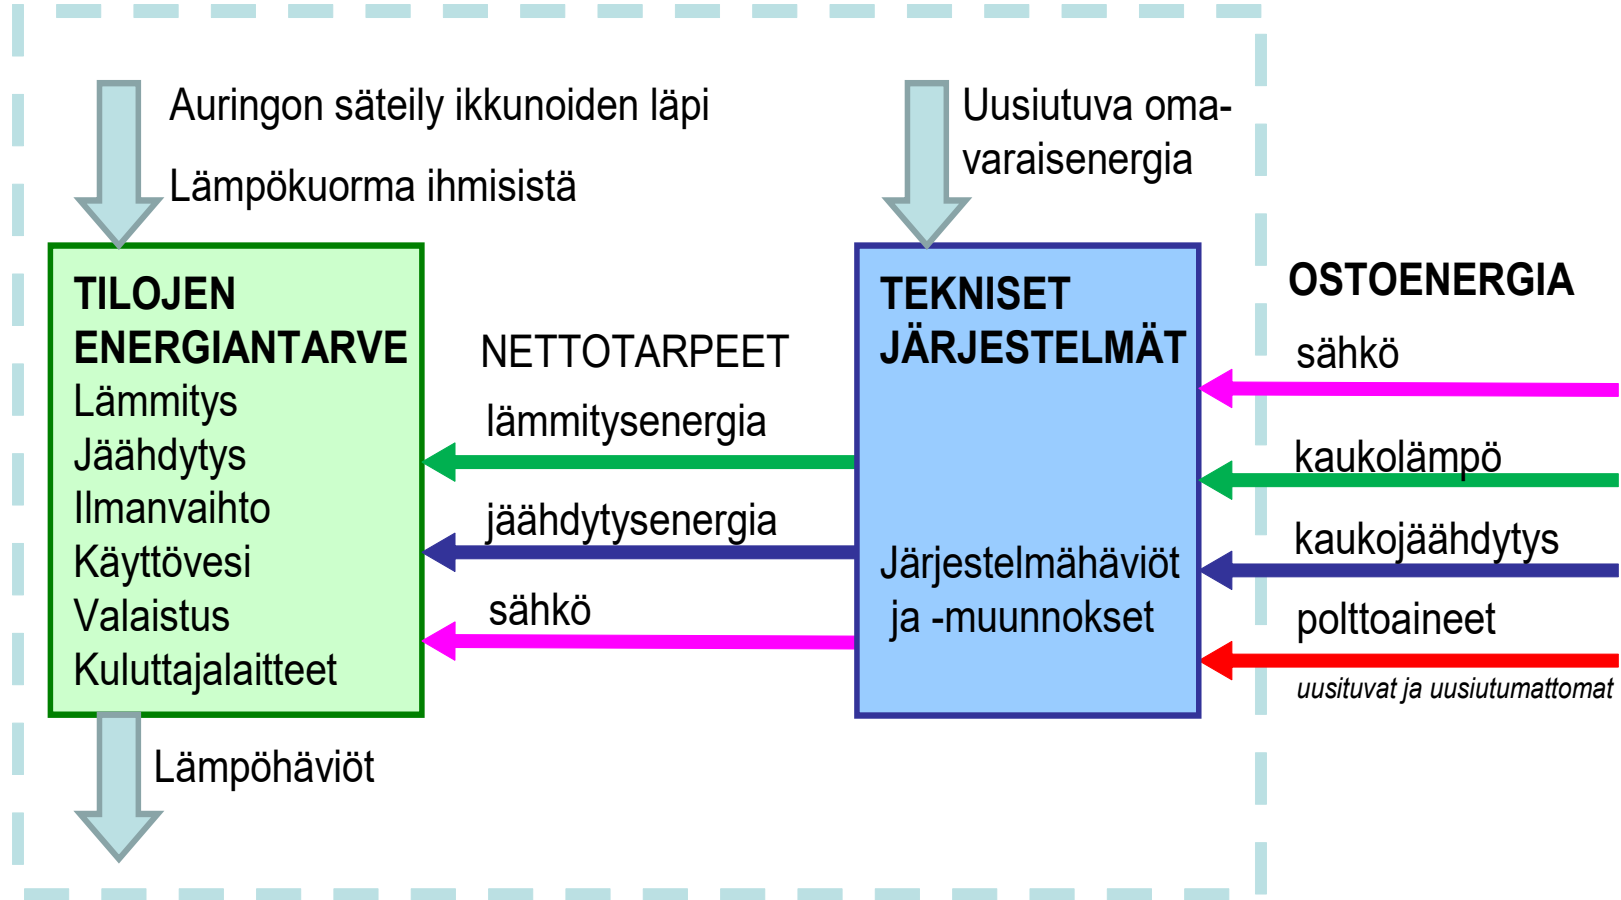 Auringon säteily ikkunoiden läpi
Lämpökuorma ihmisistä
Uusiutuva oma-
varaisenergia
TILOJEN
ENERGIANTARVE
Lämmitys
Jäähdytys
Ilmanvaihto
Käyttövesi
Valaistus
Kuluttajalaitteet
NETTOTARPEET
lämmitysenergia
jäähdytysenergia
sähkö
TEKNISET
JÄRJESTELMÄT
Järjestelmähäviöt
ja -muunnokset
OSTOENERGIA
sähkö
kaukolämpö
kaukojäähdytys
polttoaineet
uusituvat ja uusiutumattomat
Lämpöhäviöt